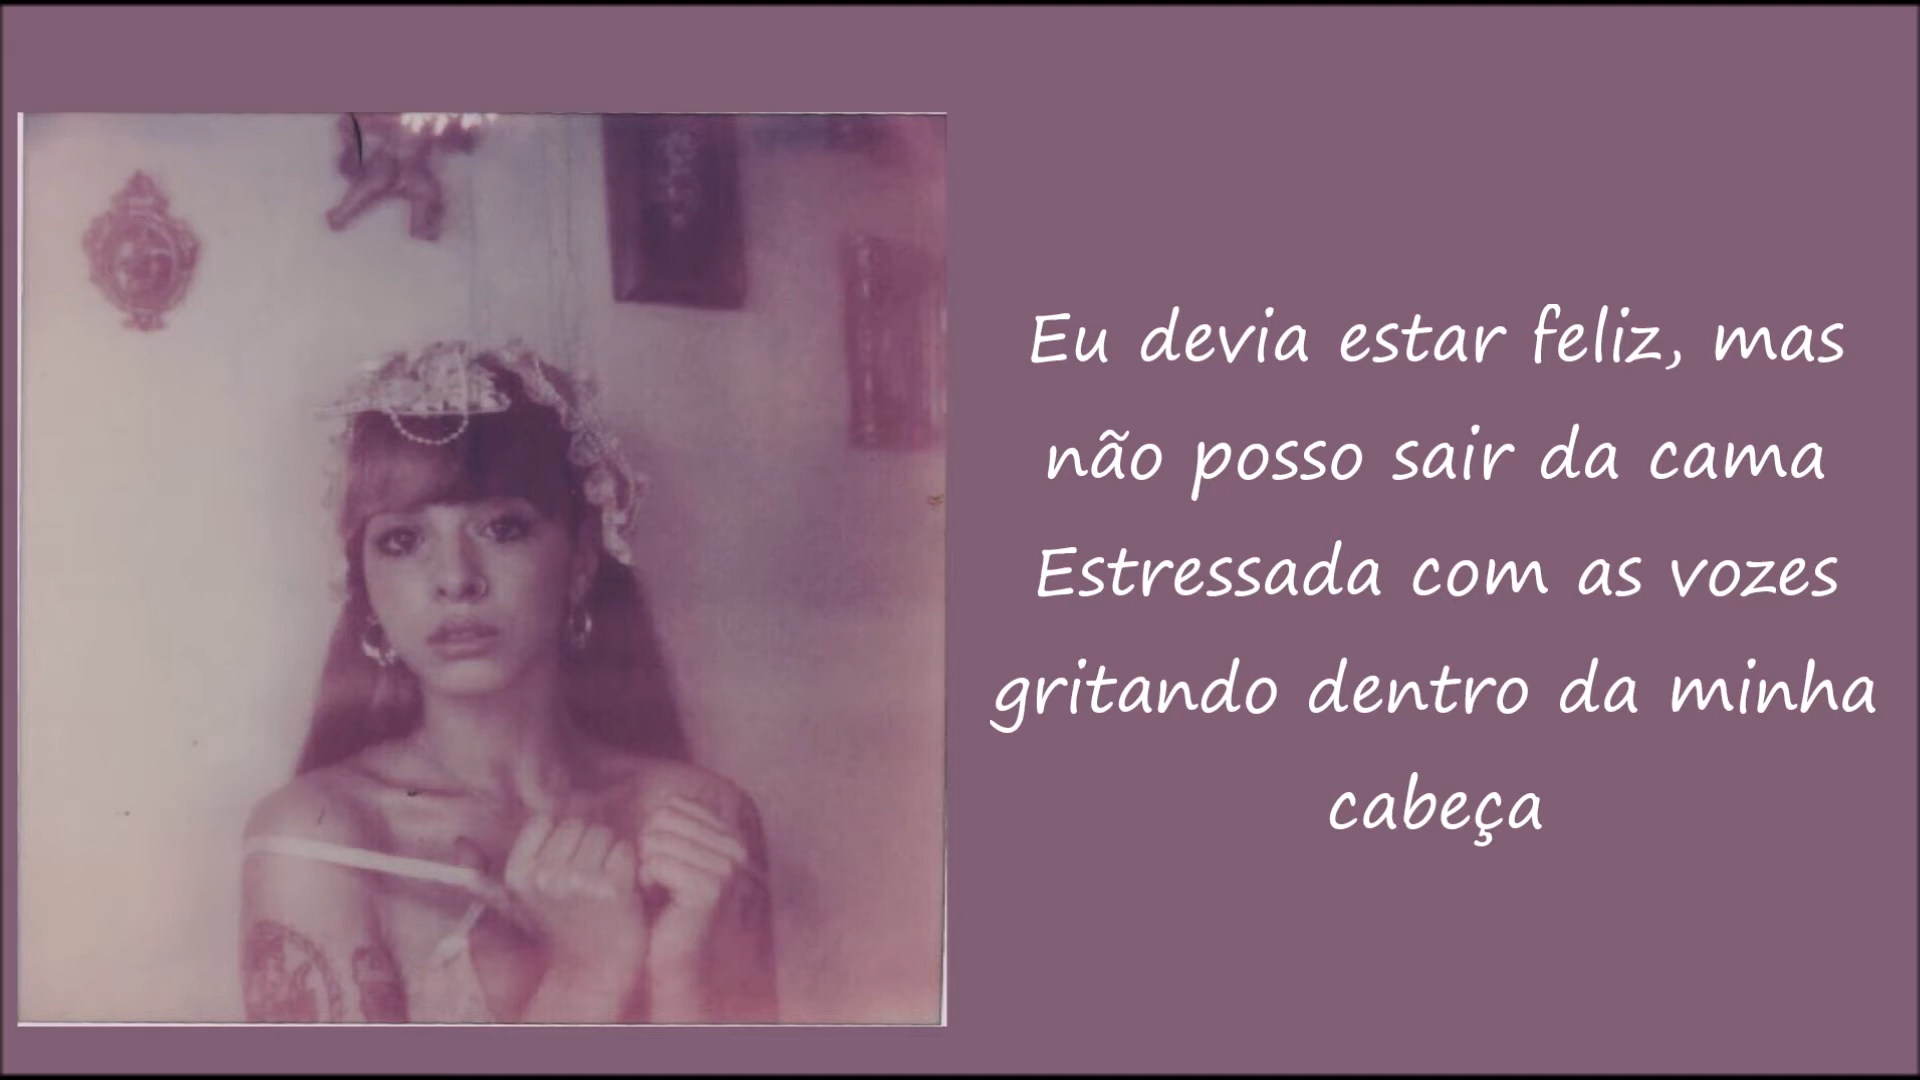 Eu devia estar feliz, mas
não posso sair da cama
Estressada com as vozes
gritando dentro da minha
cabeça